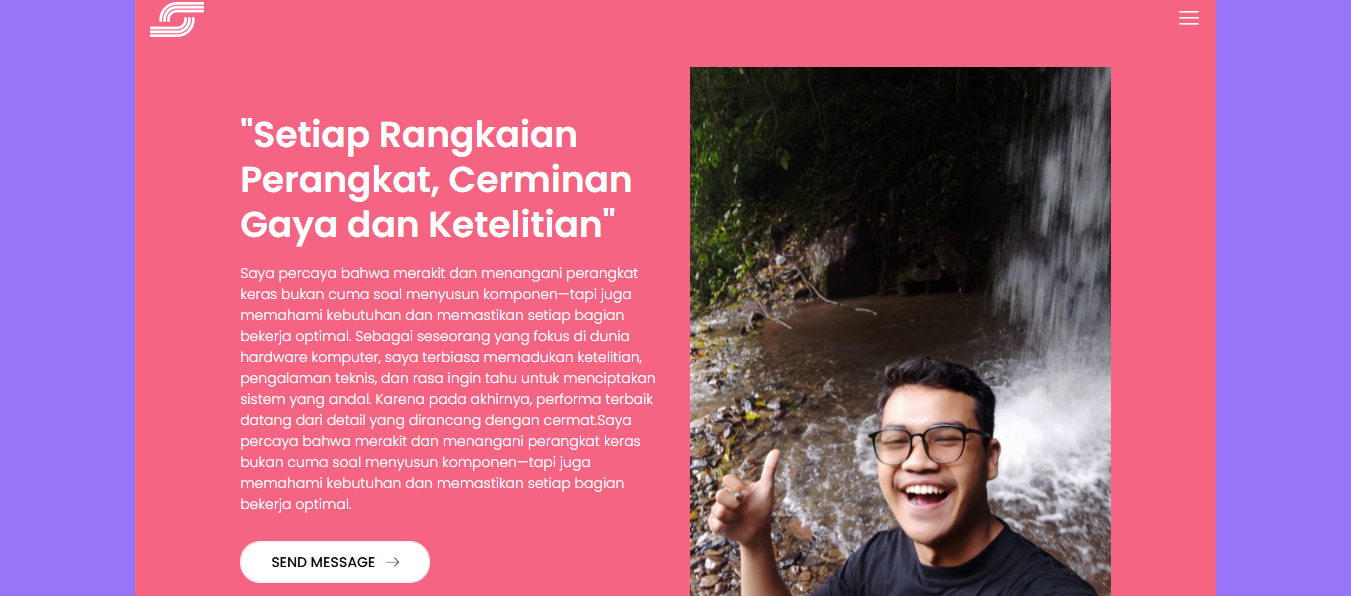 "Setiap Rangkaian
Perangkat, Cerminan
Gaya dan Ketelitian"
Saya percaya bahwa merakit dan menangani perangkat
keras bukan cuma soal menyusun komponen—tapi juga
memahami kebutuhan dan memastikan setiap bagian
bekerja optimal. Sebagai seseorang yang fokus di dunia
hardware komputer, saya terbiasa memadukan ketelitian,
pengalaman teknis, dan rasa ingin tahu untuk menciptakan
sistem yang andal. Karena pada akhirnya, performa terbaik
datang dari detail yang dirancang dengan cermat.Saya
percaya bahwa merakit dan menangani perangkat keras
bukan cuma soal menyusun komponen—tapi juga
memahami kebutuhan dan memastikan setiap bagian
bekerja optimal.
SEND MESSAGE →